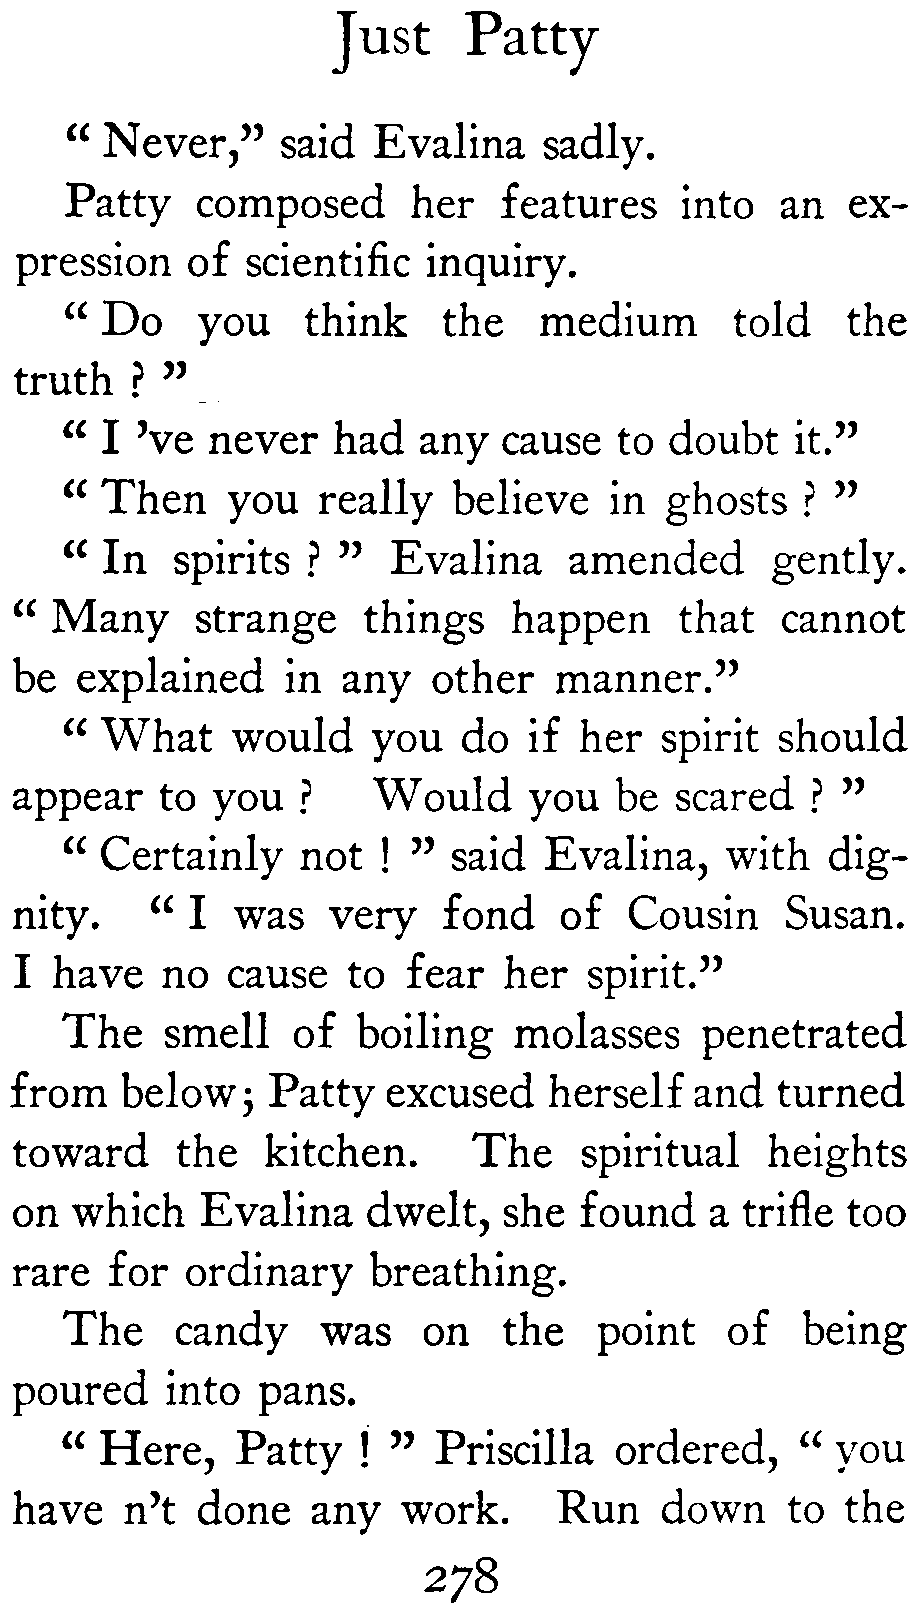 Just Patty
“ Never,” said Evalina sadly.
Patty composed her features into an ex-
pression of scientific inquiry.
“ Do you think the medium told the
truth ? ”
“ I ’ve never had any cause to doubt it.”
“ Then you really believe in ghosts ? ”
“ In spirits ? ” Evalina amended gently.
“ Many strange things happen that cannot
be explained in any other manner.”
“ What would you do if her spirit should
appear to you ? Would you be scared ? ”
“ Certainly not ! ” said Evalina, with dig-
nity. “ I was very fond of Cousin Susan.
I have no cause to fear her spirit.”
The smell of boiling molasses penetrated
from below; Patty excused herself and turned
toward the kitchen. The spiritual heights
on which Evalina dwelt, she found a trifle too
rare for ordinary breathing.
The candy was on the point of being
poured into pans.
“ Here, Patty ! ” Priscilla ordered, “ you
have n’t done any work. Run down to the
278